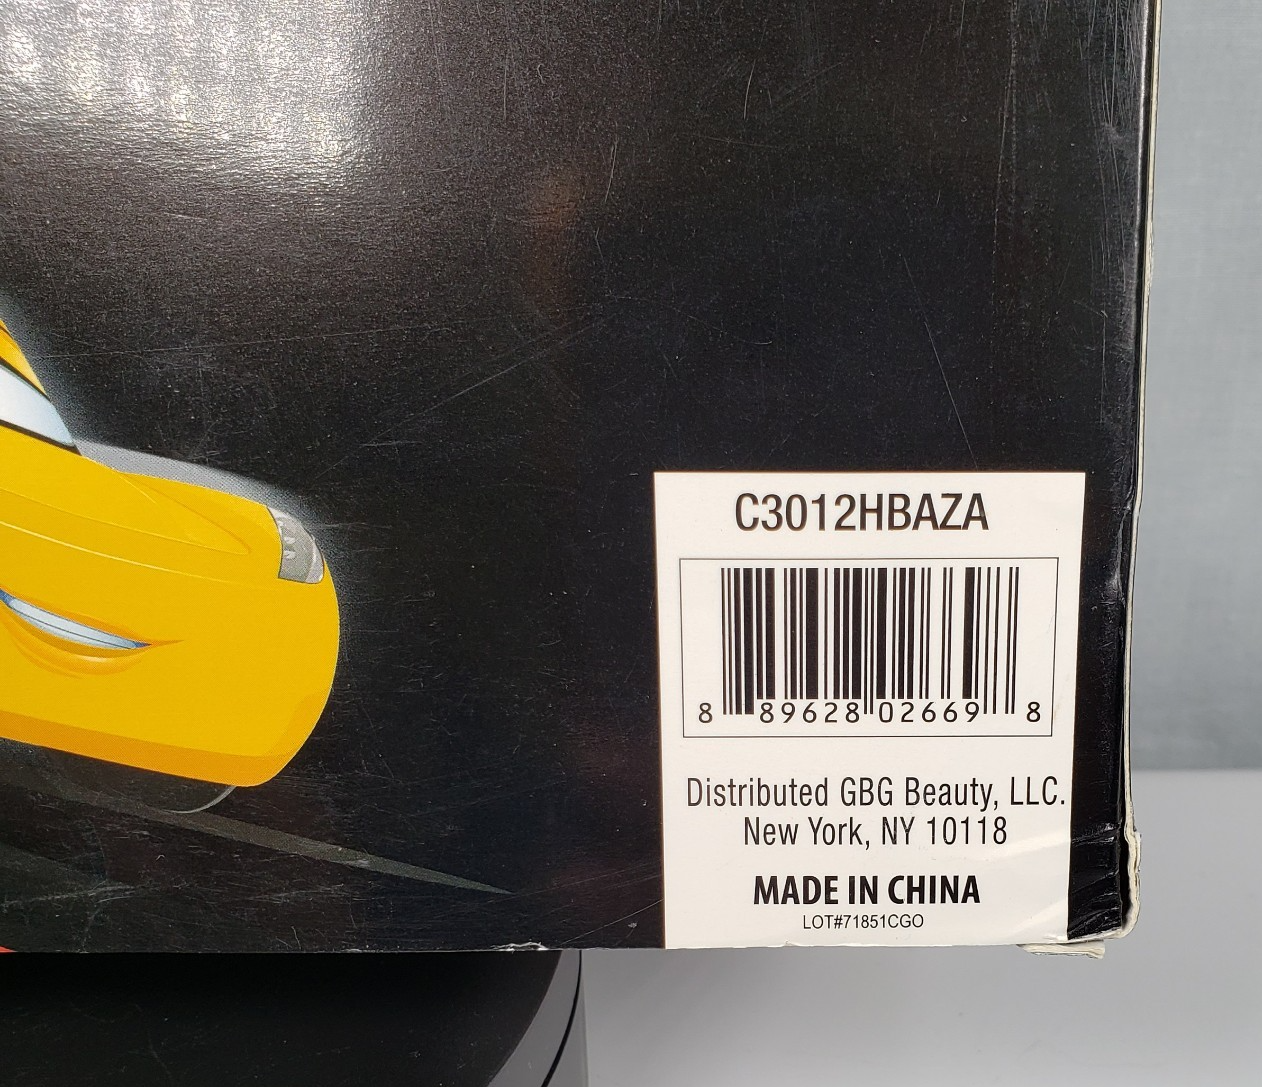 C3012HBAZA
8 89628 02669 8
Distributed GBG Beauty, LLC.
New York, NY 10118
MADE IN CHINA
LOT#71851CGO